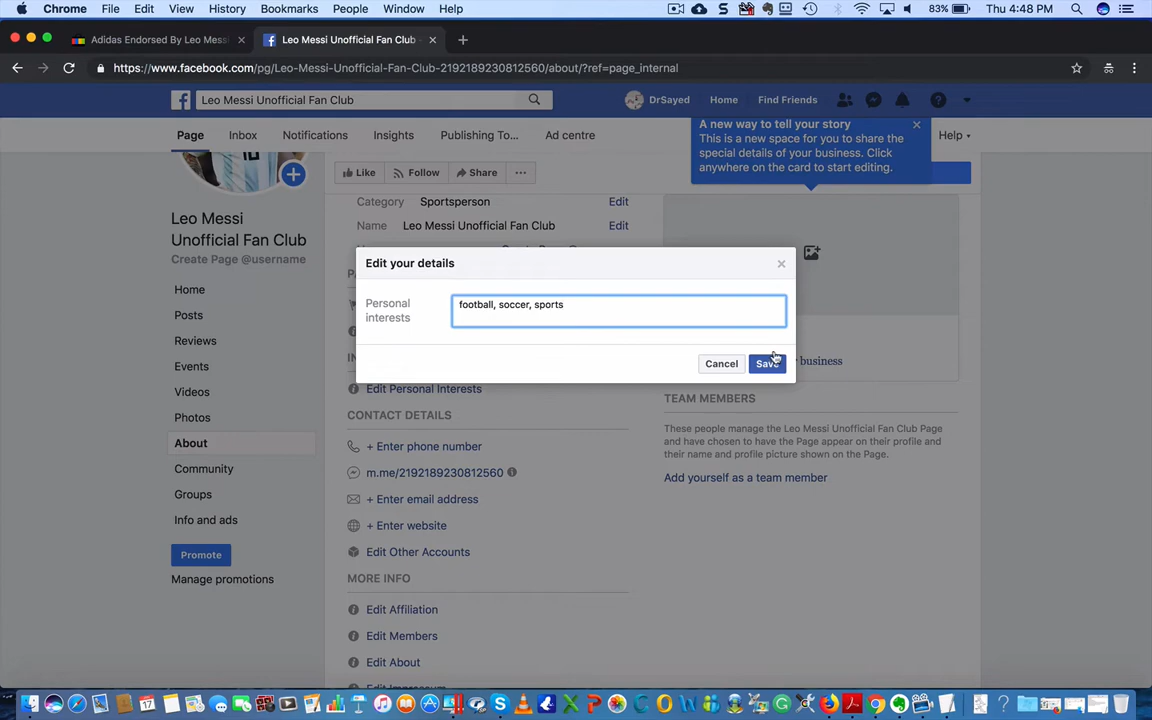 Chrome File Edit View History Bookmarks People Window Help 83% Thu 4:48 PM
Adidas Endorsed By Leo Mess × Leo Messi Unofficial Fan Club × +
https://www.facebook.com/pg/Leo-Messi-Unofficial-Fan-Club-2192189230812560/about/?ref=page_internal
Leo Messi Unofficial Fan Club DrSayed Home Find Friends
Page Inbox Notifications Insights Publishing To... Ad centre Help
A new way to tell your story
This is a new space for you to share the
special details of your business. Click
anywhere on the card to start editing.
Like Follow Share ...
Leo Messi
Unofficial Fan Club
Create Page @username
Home
Posts
Reviews
Events
Videos
Photos
About
Community
Groups
Info and ads
Promote
Manage promotions
Category Sportsperson Edit
Name Leo Messi Unofficial Fan Club Edit
Edit your details ×
Personal
interests
football, soccer, sports
Cancel Save
business
Edit Personal Interests
CONTACT DETAILS
+ Enter phone number
m.me/2192189230812560
+ Enter email address
+ Enter website
Edit Other Accounts
MORE INFO
Edit Affiliation
Edit Members
Edit About
TEAM MEMBERS
These people manage the Leo Messi Unofficial Fan Club Page
and have chosen to have the Page appear on their profile and
their name and profile picture shown on the Page.
Add yourself as a team member